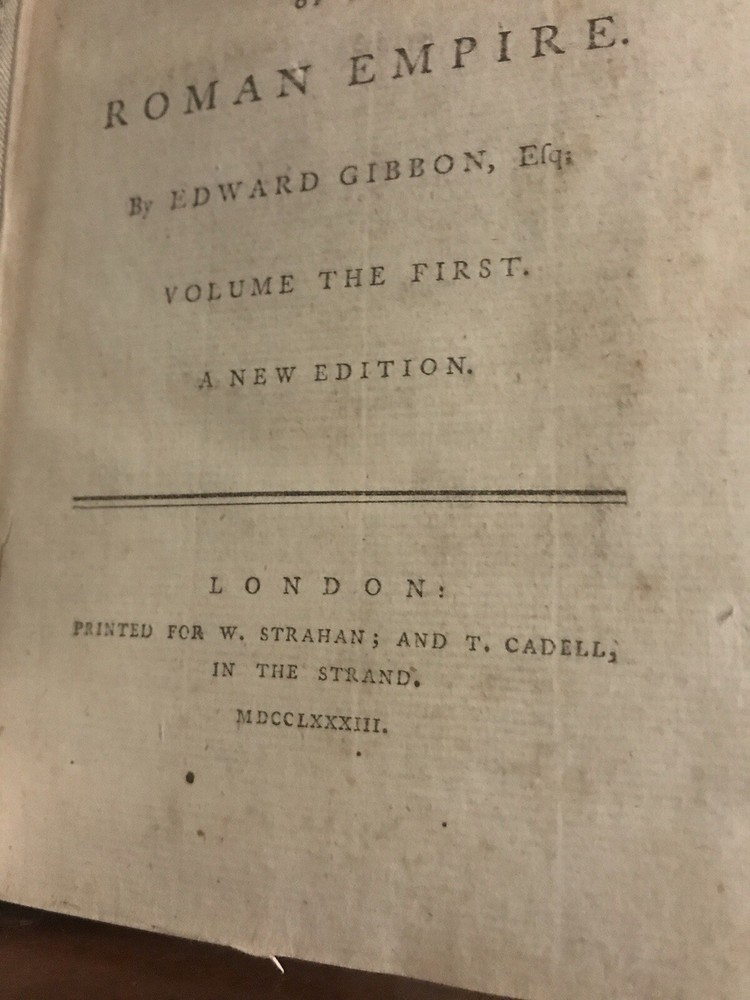 ROMAN EMPIRE.
By EDWARD GIBBON, Eſq;
VOLUME THE FIRST.
A NEW EDITION.
LONDON:
PRINTED FOR W. STRAHAN; AND T. CADELL,
IN THE STRAND.
MDCCLXXXIII.